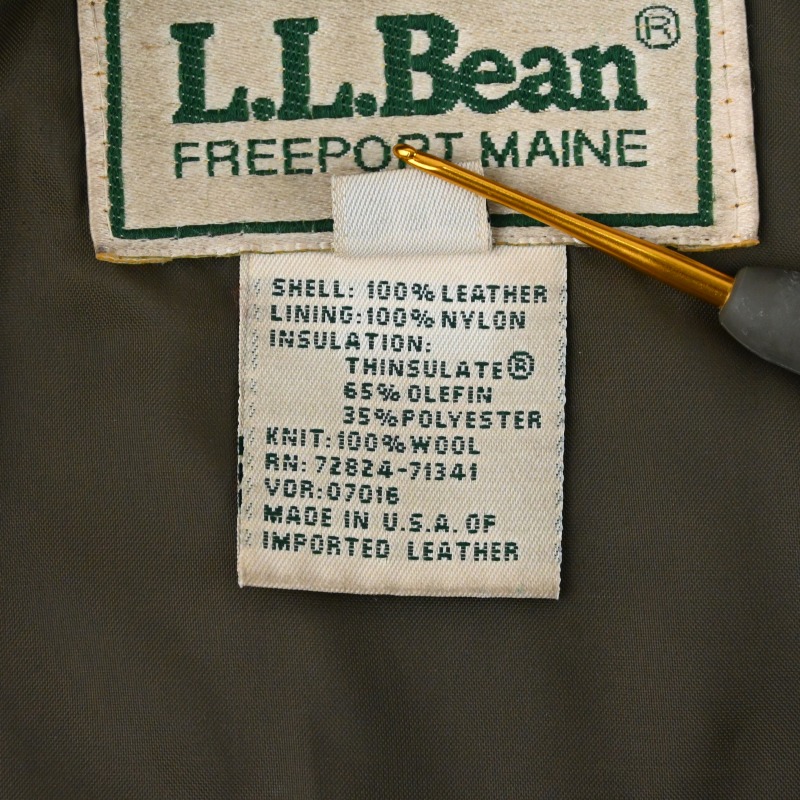 L.L.Bean®
FREEPORT MAINE
SHELL: 100% LEATHER
LINING:100% NYLON
INSULATION:
THINSULATE®
65% OLEFIN
35% POLYESTER
KNIT:100% WOOL
RN: 72824-71341
VDR:07016
MADE IN U.S.A. OF
IMPORTED LEATHER